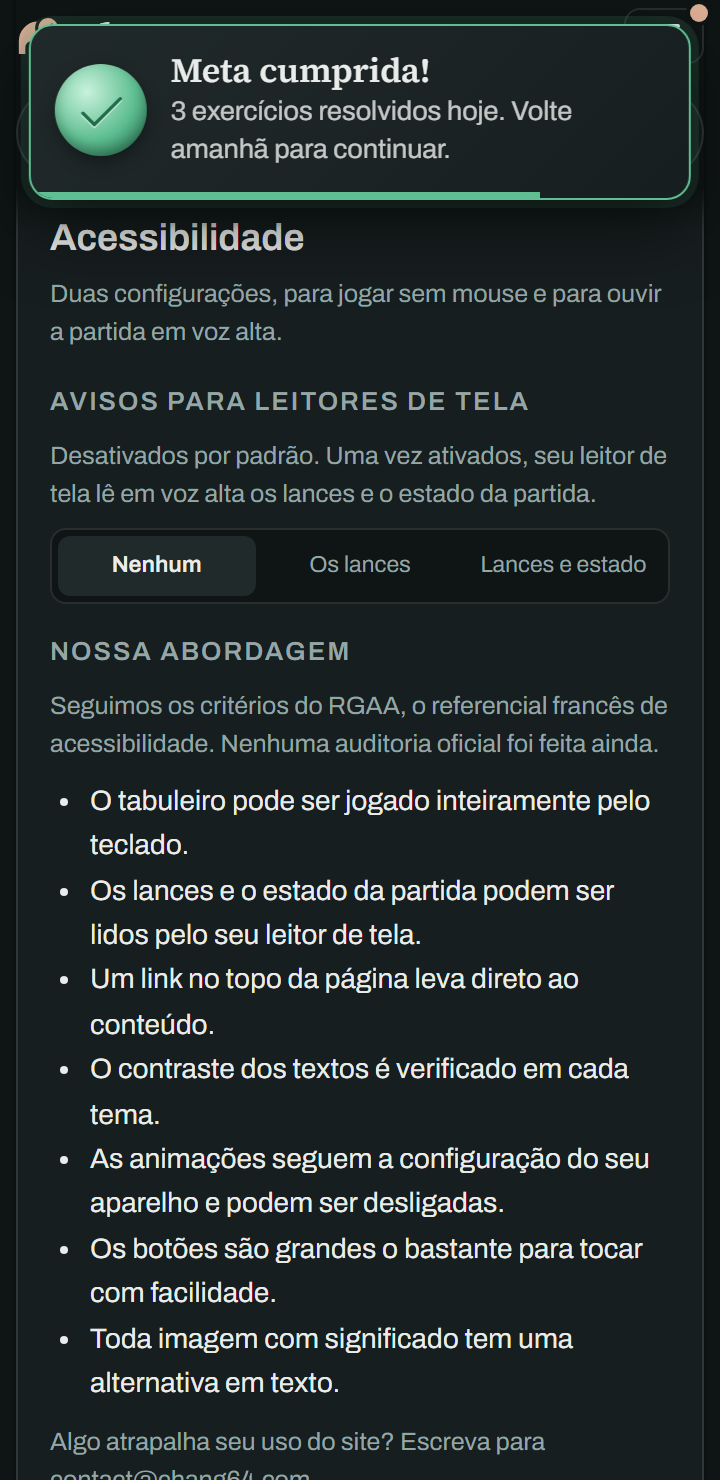 Meta cumprida!
3 exercícios resolvidos hoje. Volte
amanhã para continuar.
Acessibilidade
Duas configurações, para jogar sem mouse e para ouvir
a partida em voz alta.
AVISOS PARA LEITORES DE TELA
Desativados por padrão. Uma vez ativados, seu leitor de
tela lê em voz alta os lances e o estado da partida.
Nenhum Os lances Lances e estado
NOSSA ABORDAGEM
Seguimos os critérios do RGAA, o referencial francês de
acessibilidade. Nenhuma auditoria oficial foi feita ainda.
• O tabuleiro pode ser jogado inteiramente pelo
teclado.
• Os lances e o estado da partida podem ser
lidos pelo seu leitor de tela.
• Um link no topo da página leva direto ao
conteúdo.
• O contraste dos textos é verificado em cada
tema.
• As animações seguem a configuração do seu
aparelho e podem ser desligadas.
• Os botões são grandes o bastante para tocar
com facilidade.
• Toda imagem com significado tem uma
alternativa em texto.
Algo atrapalha seu uso do site? Escreva para
contact@chang64.com